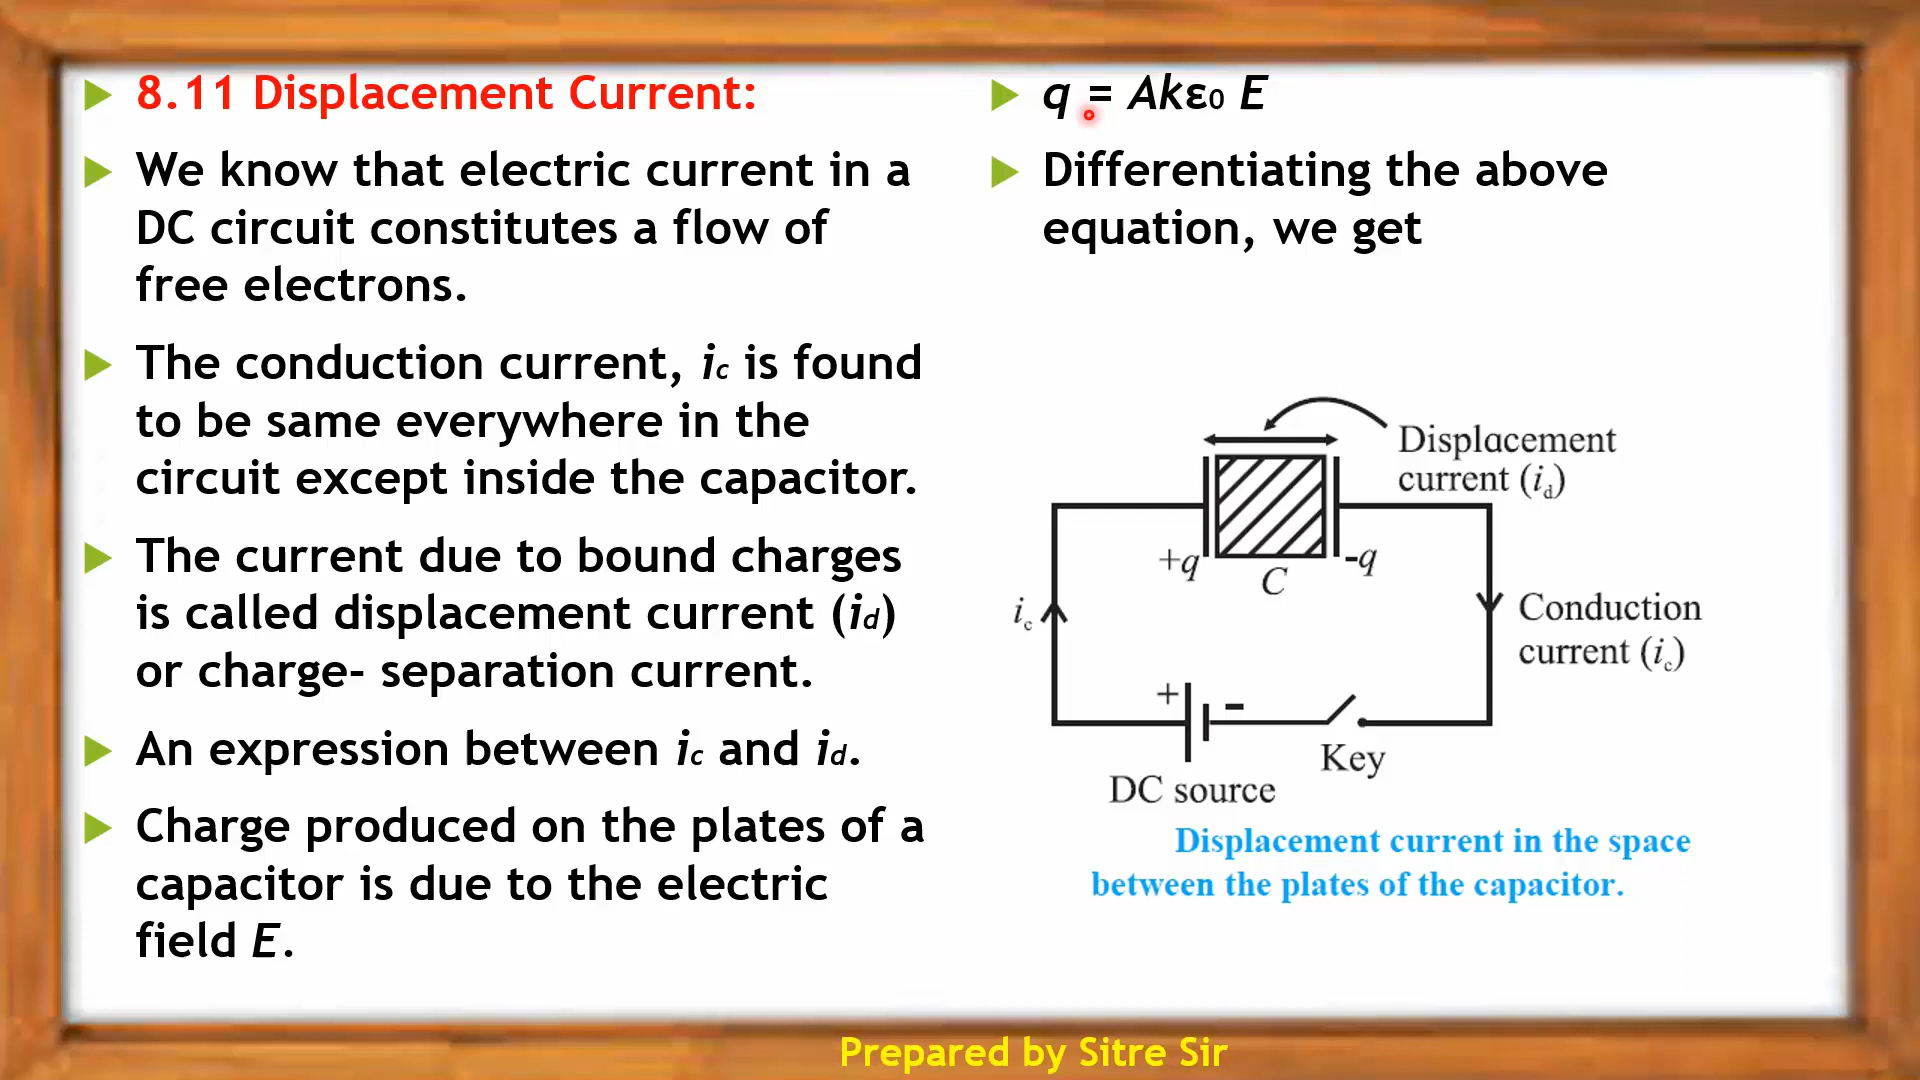 8.11 Displacement Current:
We know that electric current in a
DC circuit constitutes a flow of
free electrons.
The conduction current, ic is found
to be same everywhere in the
circuit except inside the capacitor.
The current due to bound charges
is called displacement current (id)
or charge- separation current.
An expression between ic and id.
Charge produced on the plates of a
capacitor is due to the electric
field E.
q = Akε0 E
Differentiating the above
equation, we get
Displacement
current (id)
+q
-q
C
ic
Conduction
current (ic)
+
-
Key
DC source
Displacement current in the space
between the plates of the capacitor.
Prepared by Sitre Sir